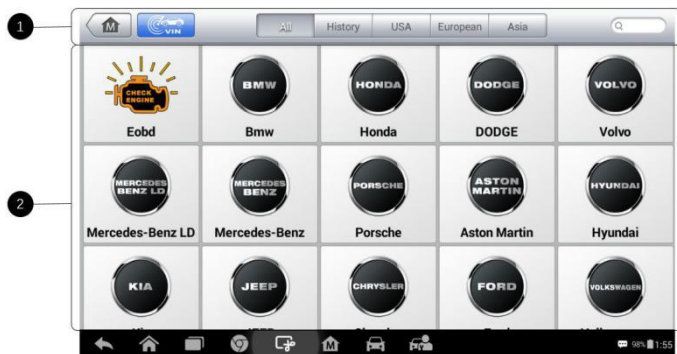 1
M VIN All History USA European Asia
2
CHECK
ENGINE
BMW HONDA DODGE VOLVO
Eobd Bmw Honda DODGE Volvo
MERCEDES
BENZ LD
MERCEDES
BENZ
PORSCHE
ASTON
MARTIN
HYUNDAI
Mercedes-Benz LD Mercedes-Benz Porsche Aston Martin Hyundai
KIA JEEP CHRYSLER FORD VOLKSWAGEN
M 98% 1:55